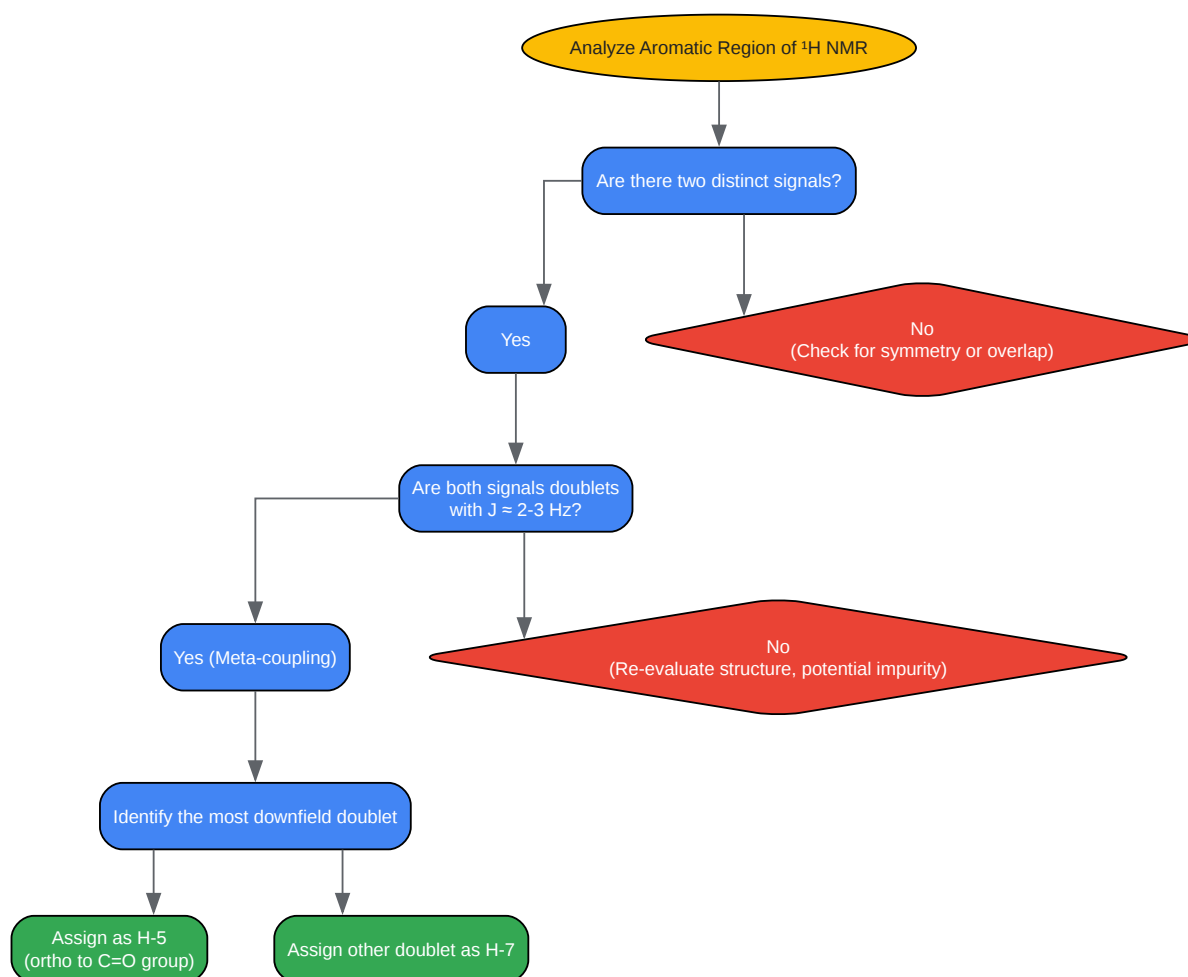 Analyze Aromatic Region of ¹H NMR
Are there two distinct signals?
Yes
No
(Check for symmetry or overlap)
Are both signals doublets
with J ≈ 2-3 Hz?
Yes (Meta-coupling)
No
(Re-evaluate structure, potential impurity)
Identify the most downfield doublet
Assign as H-5
(ortho to C=O group)
Assign other doublet as H-7